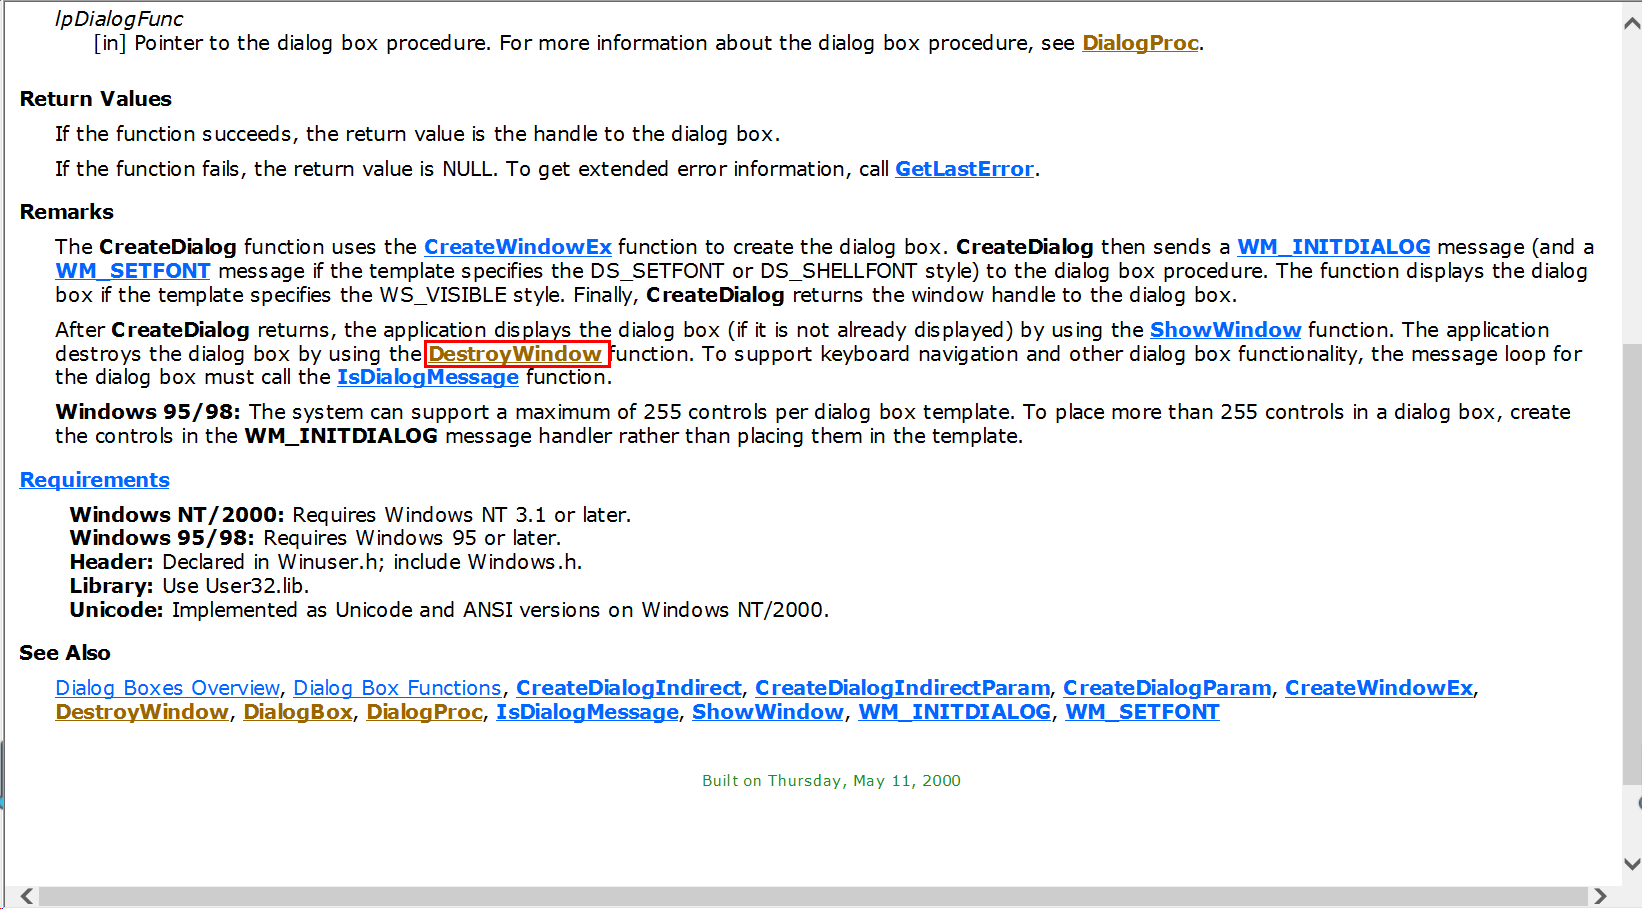 lpDialogFunc
[in] Pointer to the dialog box procedure. For more information about the dialog box procedure, see DialogProc.
Return Values
If the function succeeds, the return value is the handle to the dialog box.
If the function fails, the return value is NULL. To get extended error information, call GetLastError.
Remarks
The CreateDialog function uses the CreateWindowEx function to create the dialog box. CreateDialog then sends a WM_INITDIALOG message (and a
WM_SETFONT message if the template specifies the DS_SETFONT or DS_SHELLFONT style) to the dialog box procedure. The function displays the dialog
box if the template specifies the WS_VISIBLE style. Finally, CreateDialog returns the window handle to the dialog box.
After CreateDialog returns, the application displays the dialog box (if it is not already displayed) by using the ShowWindow function. The application
destroys the dialog box by using the DestroyWindow function. To support keyboard navigation and other dialog box functionality, the message loop for
the dialog box must call the IsDialogMessage function.
Windows 95/98: The system can support a maximum of 255 controls per dialog box template. To place more than 255 controls in a dialog box, create
the controls in the WM_INITDIALOG message handler rather than placing them in the template.
Requirements
Windows NT/2000: Requires Windows NT 3.1 or later.
Windows 95/98: Requires Windows 95 or later.
Header: Declared in Winuser.h; include Windows.h.
Library: Use User32.lib.
Unicode: Implemented as Unicode and ANSI versions on Windows NT/2000.
See Also
Dialog Boxes Overview, Dialog Box Functions, CreateDialogIndirect, CreateDialogIndirectParam, CreateDialogParam, CreateWindowEx,
DestroyWindow, DialogBox, DialogProc, IsDialogMessage, ShowWindow, WM_INITDIALOG, WM_SETFONT
Built on Thursday, May 11, 2000